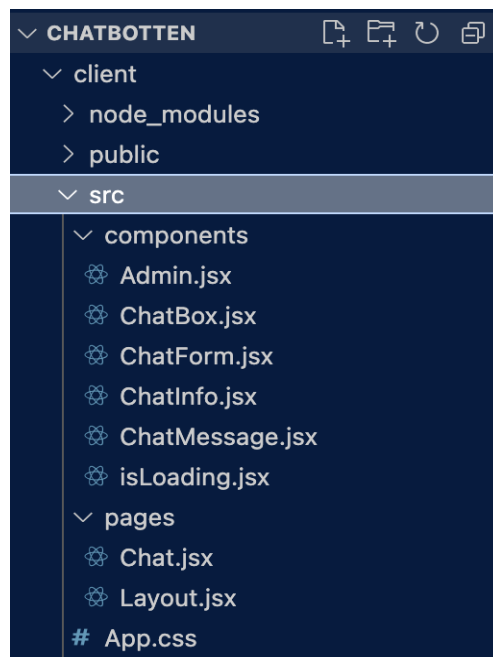 CHATBOTTEN
client
node_modules
public
src
components
Admin.jsx
ChatBox.jsx
ChatForm.jsx
ChatInfo.jsx
ChatMessage.jsx
isLoading.jsx
pages
Chat.jsx
Layout.jsx
# App.css